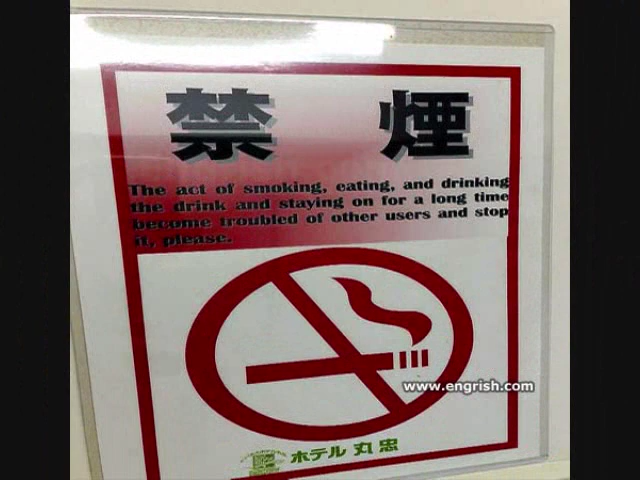 禁煙
The act of smoking, eating, and drinking
the drink and staying on for a long time
become troubled of other users and stop
it, please.
www.engrish.com
ホテル 丸忠